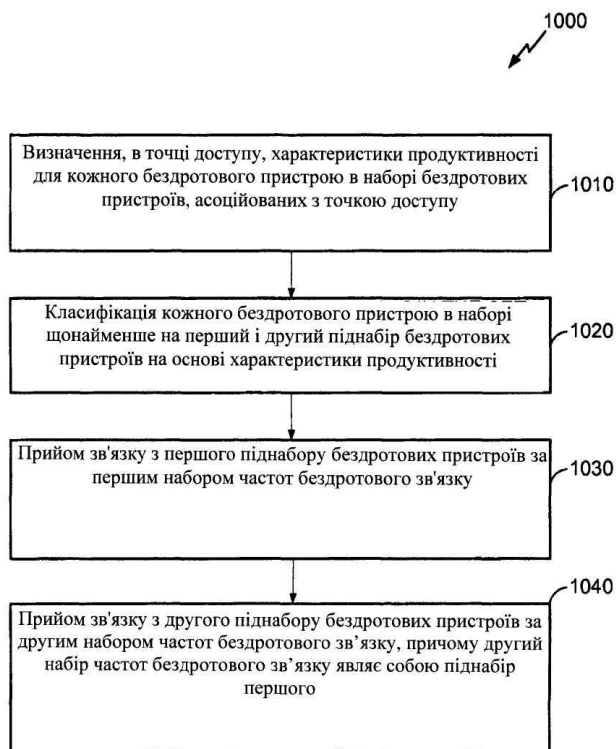 1000
Визначення, в точці доступу, характеристики продуктивності
для кожного бездротового пристрою в наборі бездротових
пристроїв, асоційованих з точкою доступу
1010
Класифікація кожного бездротового пристрою в наборі
щонайменше на перший і другий піднабір бездротових
пристроїв на основі характеристики продуктивності
1020
Прийом зв'язку з першого піднабору бездротових пристроїв за
першим набором частот бездротового зв'язку
1030
1040
Прийом зв'язку з другого піднабору бездротових пристроїв за
другим набором частот бездротового зв’язку, причому другий
набір частот бездротового зв’язку являє собою піднабір
першого